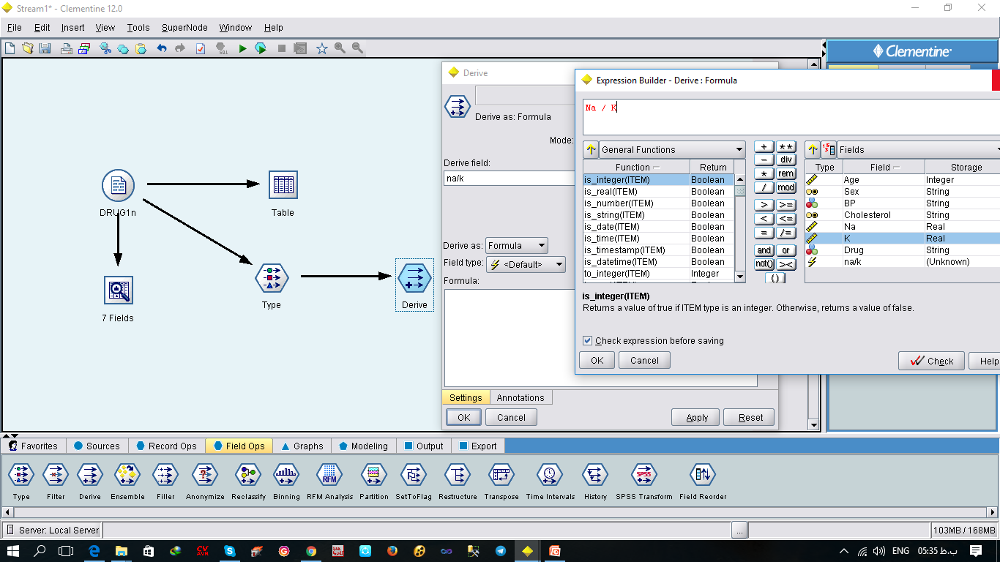 Stream1* - Clementine 12.0
File Edit Insert View Tools SuperNode Window Help
SQL
Clementine
DRUG1n
Table
7 Fields
Type
Derive
Derive
Derive as: Formula
Mode:
Derive field:
na/k
Derive as: Formula
Field type: <Default>
Formula:
Settings Annotations
OK Cancel Apply Reset
Expression Builder - Derive : Formula
Na / K
General Functions
Function Return
is_integer(ITEM) Boolean
is_real(ITEM) Boolean
is_number(ITEM) Boolean
is_string(ITEM) Boolean
is_date(ITEM) Boolean
is_time(ITEM) Boolean
is_timestamp(ITEM) Boolean
is_datetime(ITEM) Boolean
to_integer(ITEM) Integer
+ **
- div
* rem
/ mod
> >=
< <=
= /=
and or
not() ><
()
Fields
Type Field Storage
Age Integer
Sex String
BP String
Cholesterol String
Na Real
K Real
Drug String
na/k (Unknown)
is_integer(ITEM)
Returns a value of true if ITEM type is an integer. Otherwise, returns a value of false.
Check expression before saving
OK Cancel Check Help
Favorites Sources Record Ops Field Ops Graphs Modeling Output Export
RFM SPSS
Type Filter Derive Ensemble Filler Anonymize Reclassify Binning RFM Analysis Partition SetToFlag Restructure Transpose Time Intervals History SPSS Transform Field Reorder
Server: Local Server ... 103MB / 168MB
ENG 05:35 ب.ظ